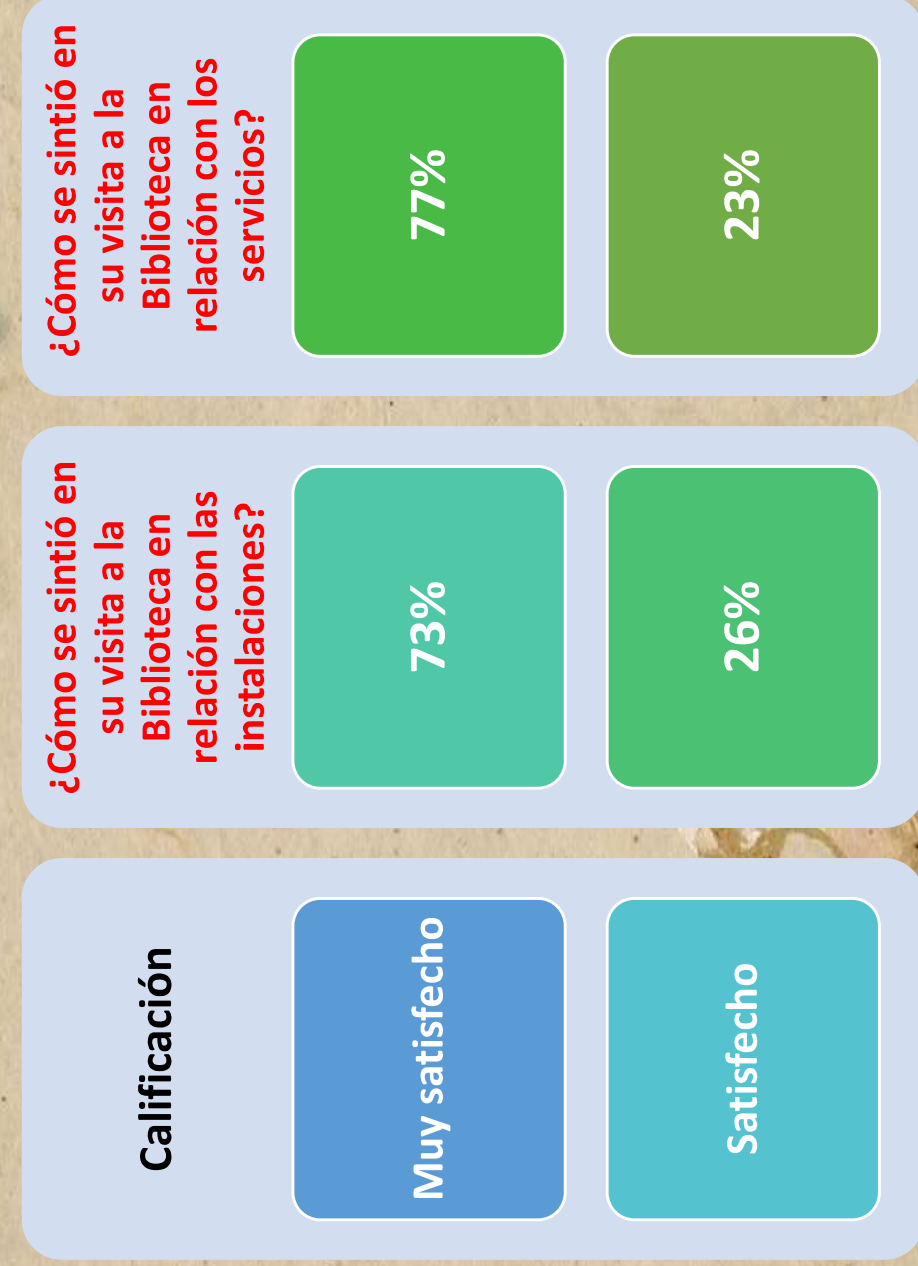 Calificación
Muy satisfecho
Satisfecho
¿Cómo se sintió en
su visita a la
Biblioteca en
relación con las
instalaciones?
73%
26%
¿Cómo se sintió en
su visita a la
Biblioteca en
relación con los
servicios?
77%
23%